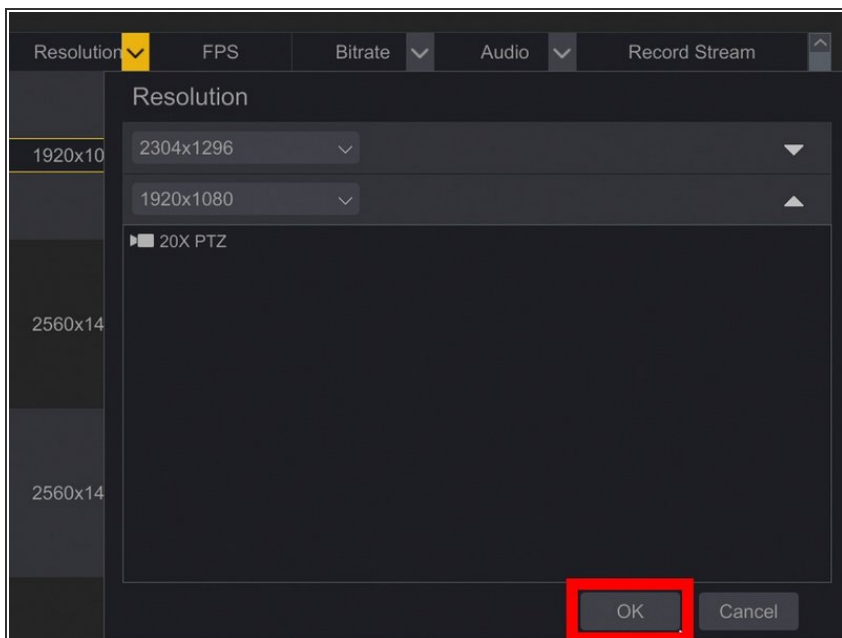 Resolution FPS Bitrate Audio Record Stream
Resolution
2304x1296
1920x10
1920x1080
20X PTZ
2560x14
2560x14
OK Cancel